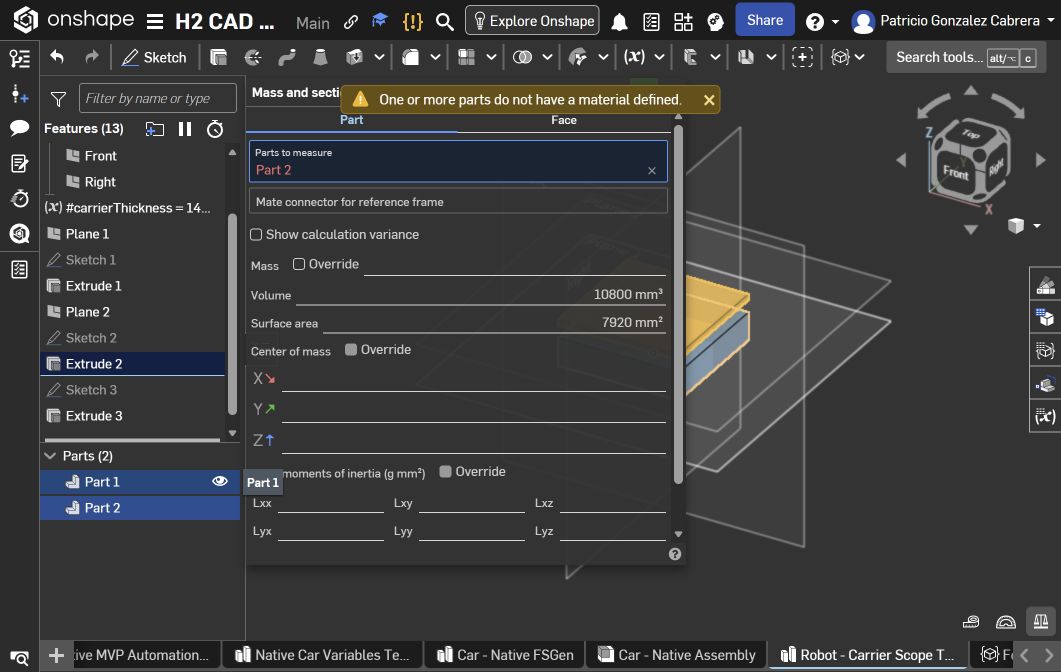 onshape H2 CAD ... Main Explore Onshape Share Patricio Gonzalez Cabrera
Sketch Search tools... alt/⌥ c
Filter by name or type
Features (13)
Front
Right
(x) #carrierThickness = 14...
Plane 1
Sketch 1
Extrude 1
Plane 2
Sketch 2
Extrude 2
Sketch 3
Extrude 3
Parts (2)
Part 1
Part 2
Part 1
Mass and secti
One or more parts do not have a material defined.
Part Face
Parts to measure
Part 2
Mate connector for reference frame
Show calculation variance
Mass Override
Volume 10800 mm³
Surface area 7920 mm²
Center of mass Override
X
Y
Z
moments of inertia (g mm²) Override
Lxx Lxy Lxz
Lyx Lyy Lyz
Z
Top
Y
Front
Right
X
tive MVP Automation... Native Car Variables Te... Car - Native FSGen Car - Native Assembly Robot - Carrier Scope T...